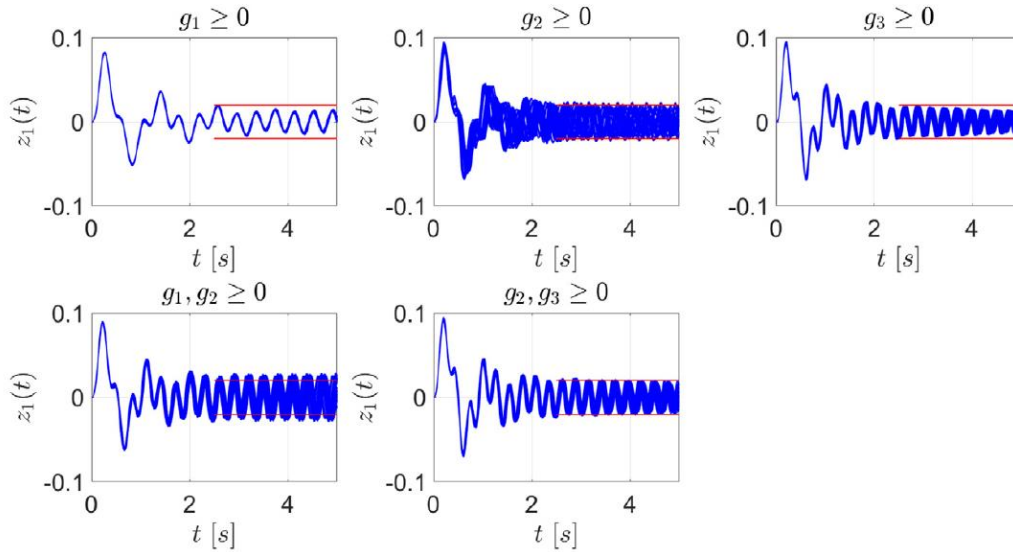 g₁ ≥ 0
g₂ ≥ 0
g₃ ≥ 0
z₁(t)
0.1
0
-0.1
0
2
4
t [s]
z₁(t)
0.1
0
-0.1
0
2
4
t [s]
z₁(t)
0.1
0
-0.1
0
2
4
t [s]
g₁, g₂ ≥ 0
g₂, g₃ ≥ 0
z₁(t)
0.1
0
-0.1
0
2
4
t [s]
z₁(t)
0.1
0
-0.1
0
2
4
t [s]